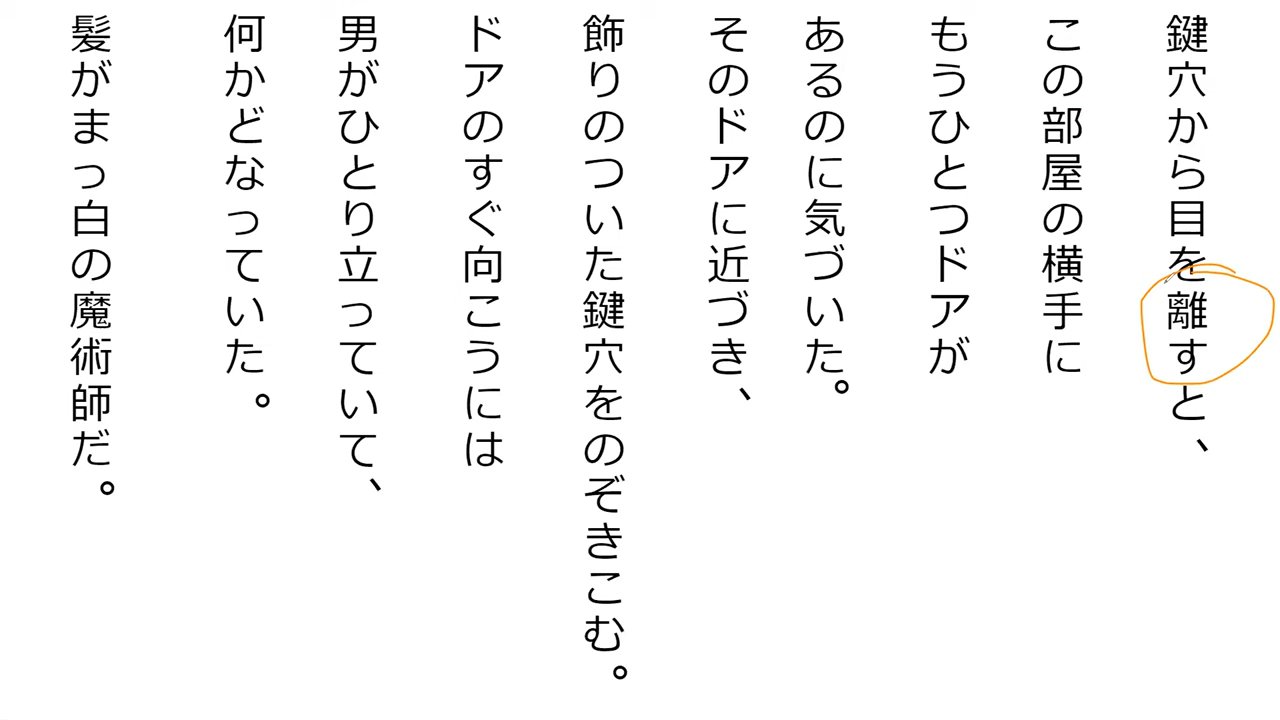 鍵穴から目を離すと、
この部屋の横手に
もうひとつドアが
あるのに気づいた。
そのドアに近づき、
飾りのついた鍵穴をのぞきこむ。
ドアのすぐ向こうには
男がひとり立っていて、
何かどなっていた。
髪がまっ白の魔術師だ。